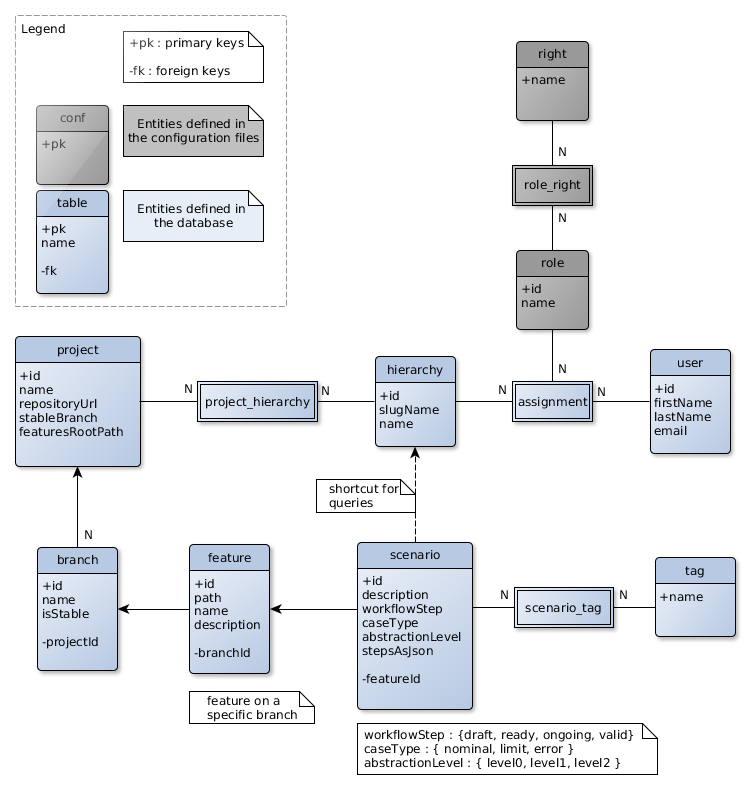 Legend
+pk : primary keys
-fk : foreign keys
conf
+pk
Entities defined in
the configuration files
table
+pk
name
-fk
Entities defined in
the database
right
+name
N
role_right
N
role
+id
name
N
project
+id
name
repositoryUrl
stableBranch
featuresRootPath
N
project_hierarchy
N
hierarchy
+id
slugName
name
N
assignment
N
user
+id
firstName
lastName
email
shortcut for
queries
N
branch
+id
name
isStable
-projectId
feature
+id
path
name
description
-branchId
feature on a
specific branch
scenario
+id
description
workflowStep
caseType
abstractionLevel
stepsAsJson
-featureId
N
scenario_tag
N
tag
+name
workflowStep : {draft, ready, ongoing, valid}
caseType : { nominal, limit, error }
abstractionLevel : { level0, level1, level2 }